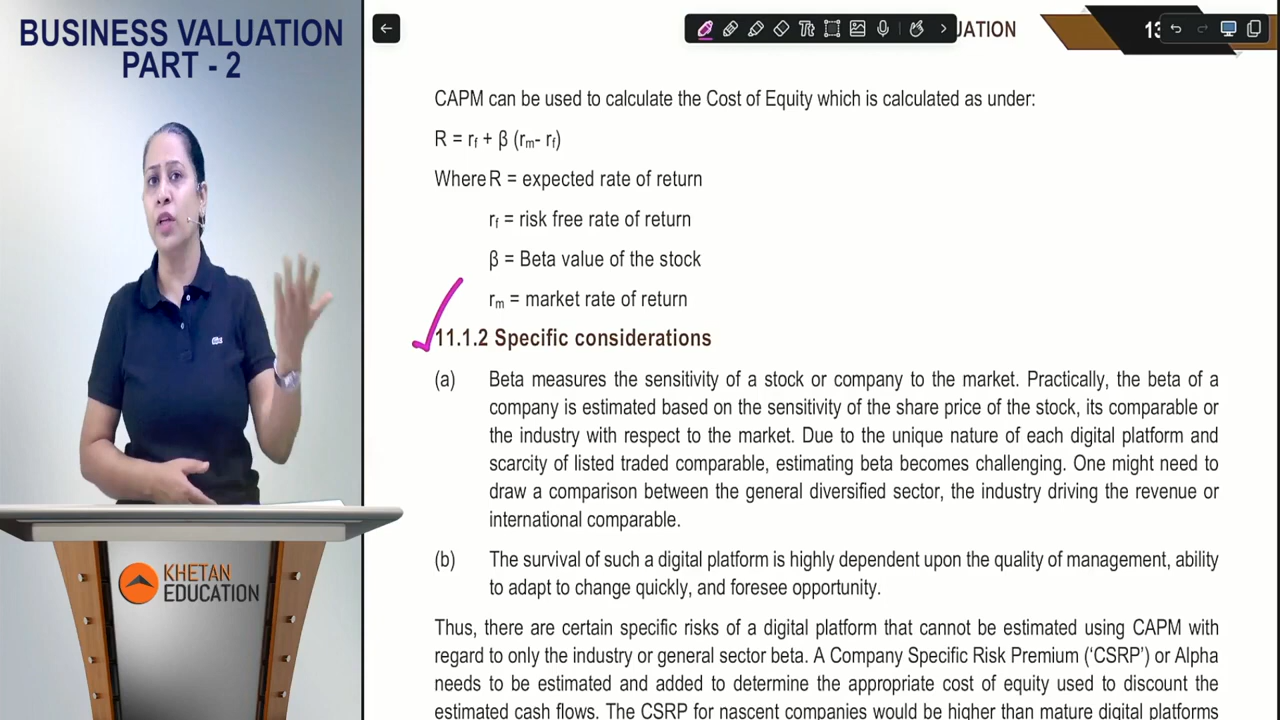 BUSINESS VALUATION
PART - 2
UATION
13
CAPM can be used to calculate the Cost of Equity which is calculated as under:
R = rf + β (rm- rf)
Where R = expected rate of return
rf = risk free rate of return
β = Beta value of the stock
rm = market rate of return
11.1.2 Specific considerations
(a) Beta measures the sensitivity of a stock or company to the market. Practically, the beta of a
company is estimated based on the sensitivity of the share price of the stock, its comparable or
the industry with respect to the market. Due to the unique nature of each digital platform and
scarcity of listed traded comparable, estimating beta becomes challenging. One might need to
draw a comparison between the general diversified sector, the industry driving the revenue or
international comparable.
(b) The survival of such a digital platform is highly dependent upon the quality of management, ability
to adapt to change quickly, and foresee opportunity.
Thus, there are certain specific risks of a digital platform that cannot be estimated using CAPM with
regard to only the industry or general sector beta. A Company Specific Risk Premium (‘CSRP’) or Alpha
needs to be estimated and added to determine the appropriate cost of equity used to discount the
estimated cash flows. The CSRP for nascent companies would be higher than mature digital platforms
KHETAN
EDUCATION